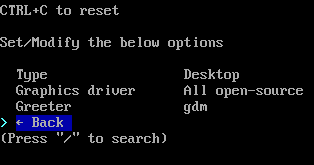 CTRL+C to reset
Set/Modify the below options
Type Desktop
Graphics driver All open-source
Greeter gdm
> ← Back
(Press "/" to search)